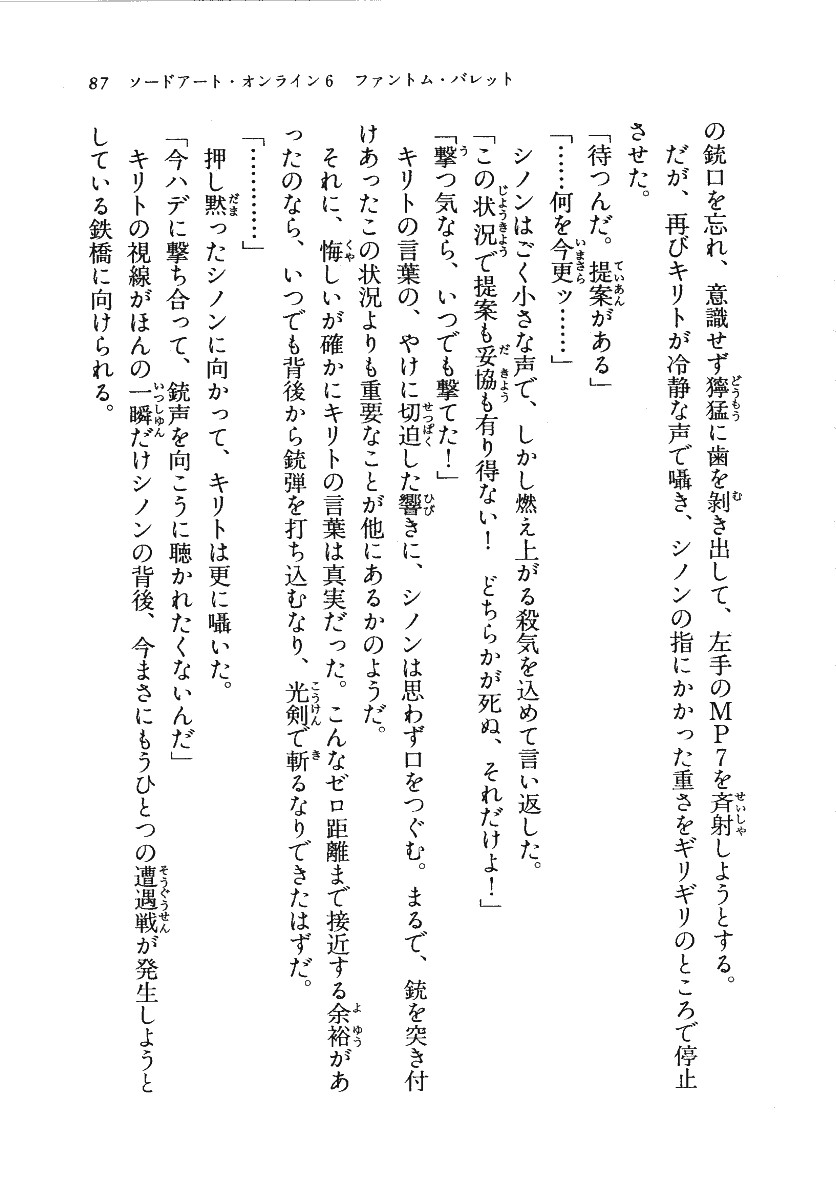 87 ソードアート・オンライン6 ファントム・バレット
の銃口を忘れ、意識せず獰猛に歯を剥き出して、左手のMP7を斉射しようとする。
だが、再びキリトが冷静な声で囁き、シノンの指にかかった重さをギリギリのところで停止
させた。
「待つんだ。提案がある」
「……何を今更ッ……」
シノンはごく小さな声で、しかし燃え上がる殺気を込めて言い返した。
「この状況で提案も妥協も有り得ない! どちらかが死ぬ、それだけよ!」
「撃つ気なら、いつでも撃てた!」
キリトの言葉の、やけに切迫した響きに、シノンは思わず口をつぐむ。まるで、銃を突き付
けあったこの状況よりも重要なことが他にあるかのようだ。
それに、悔しいが確かにキリトの言葉は真実だった。こんなゼロ距離まで接近する余裕があ
ったのなら、いつでも背後から銃弾を打ち込むなり、光剣で斬るなりできたはずだ。
「…………」
押し黙ったシノンに向かって、キリトは更に囁いた。
「今ハデに撃ち合って、銃声を向こうに聴かれたくないんだ」
キリトの視線がほんの一瞬だけシノンの背後、今まさにもうひとつの遭遇戦が発生しようと
している鉄橋に向けられる。